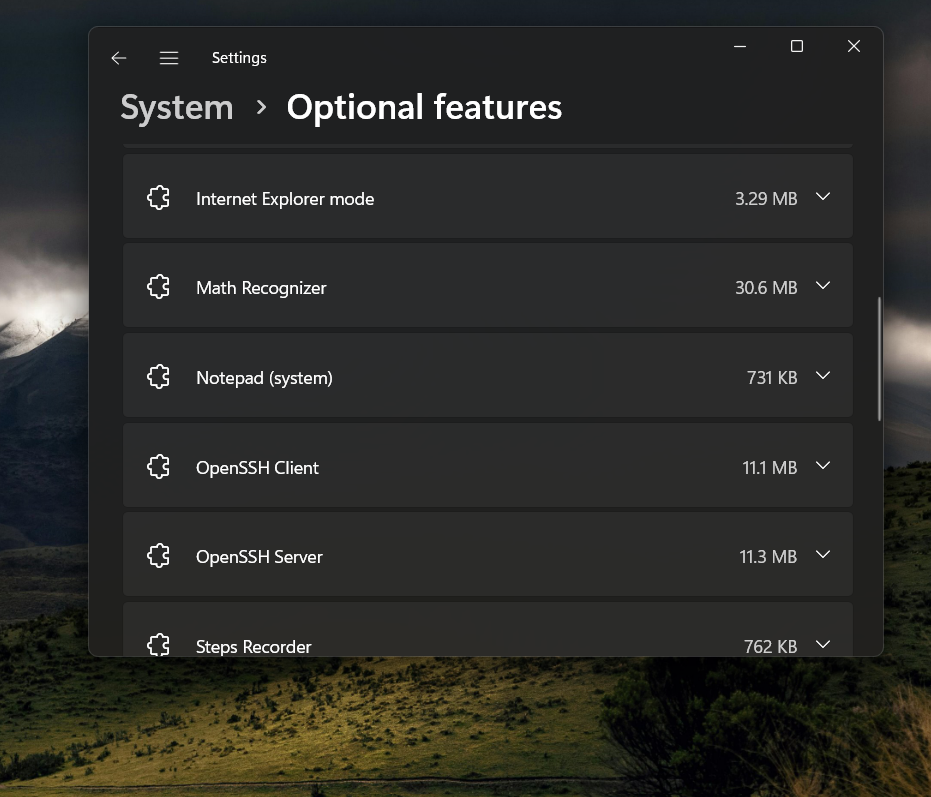 Settings
System > Optional features
Internet Explorer mode 3.29 MB
Math Recognizer 30.6 MB
Notepad (system) 731 KB
OpenSSH Client 11.1 MB
OpenSSH Server 11.3 MB
Steps Recorder 762 KB